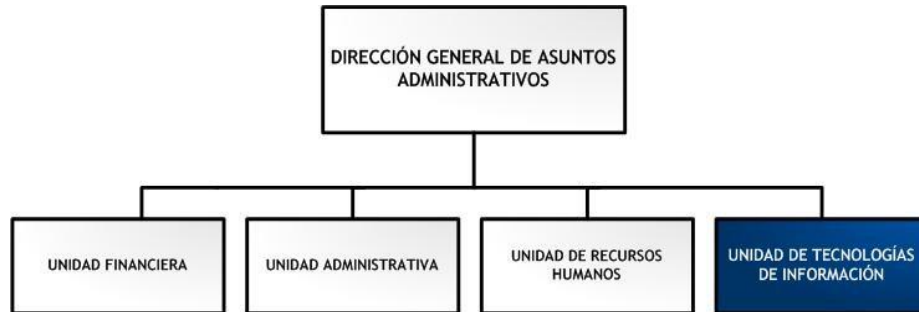 DIRECCIÓN GENERAL DE ASUNTOS
ADMINISTRATIVOS
UNIDAD FINANCIERA
UNIDAD ADMINISTRATIVA
UNIDAD DE RECURSOS
HUMANOS
UNIDAD DE TECNOLOGÍAS
DE INFORMACIÓN